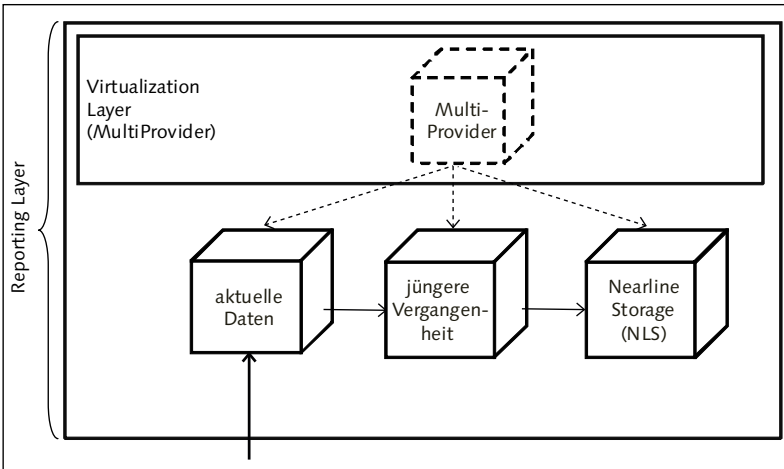 Reporting Layer
Virtualization
Layer
(MultiProvider)
Multi-
Provider
aktuelle
Daten
jüngere
Vergangen-
heit
Nearline
Storage
(NLS)